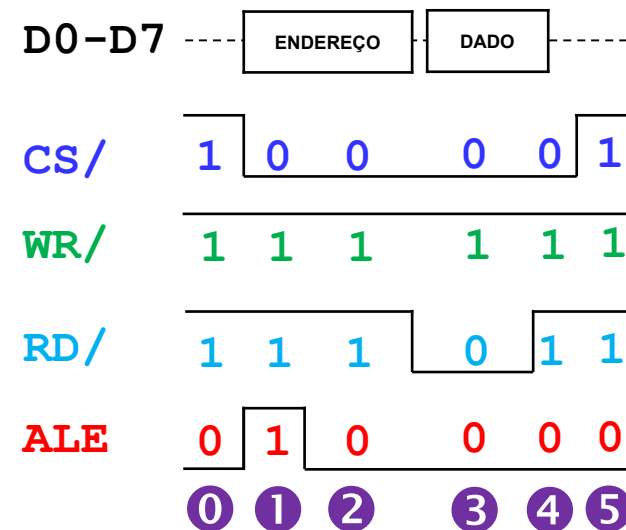 D0-D7 ENDEREÇO DADO
CS/ 1 0 0 0 0 1
WR/ 1 1 1 1 1 1
RD/ 1 1 1 0 1 1
ALE 0 1 0 0 0 0
0 1 2 3 4 5